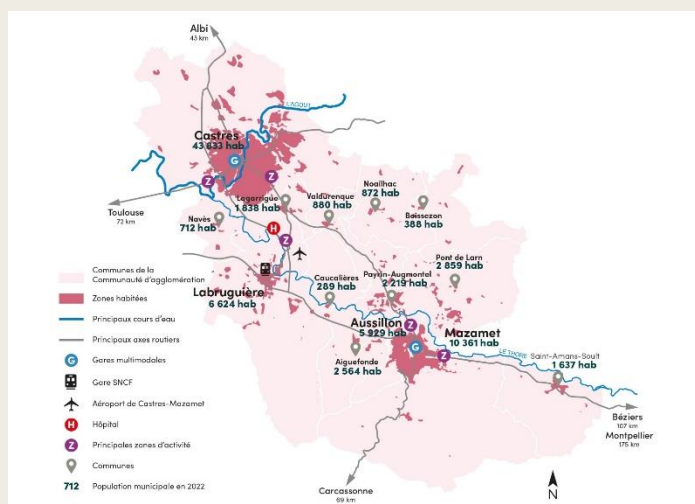 Albi
43 km
L'AGOUT
Castres
43 833 hab
G
Z
Z
Noailhac
872 hab
Lagarrigue
1 838 hab
Valdurenque
880 hab
Boissezon
388 hab
Toulouse
72 km
Navès
712 hab
H
Z
Pont de Larn
2 859 hab
Caucalières
289 hab
Payrin-Augmontel
2 219 hab
Labruguière
6 624 hab
Aussillon
5 929 hab
Z
Mazamet
10 361 hab
G
Z
LE THORE
Saint-Amans-Soult
1 637 hab
Aiguefonde
2 564 hab
Béziers
107 km
Montpellier
175 km
Carcassonne
69 km
N
Communes de la
Communauté d'agglomération
Zones habitées
Principaux cours d'eau
Principaux axes routiers
G Gares multimodales
Gare SNCF
Aéroport de Castres-Mazamet
H Hôpital
Z Principales zones d'activité
Communes
712 Population municipale en 2022